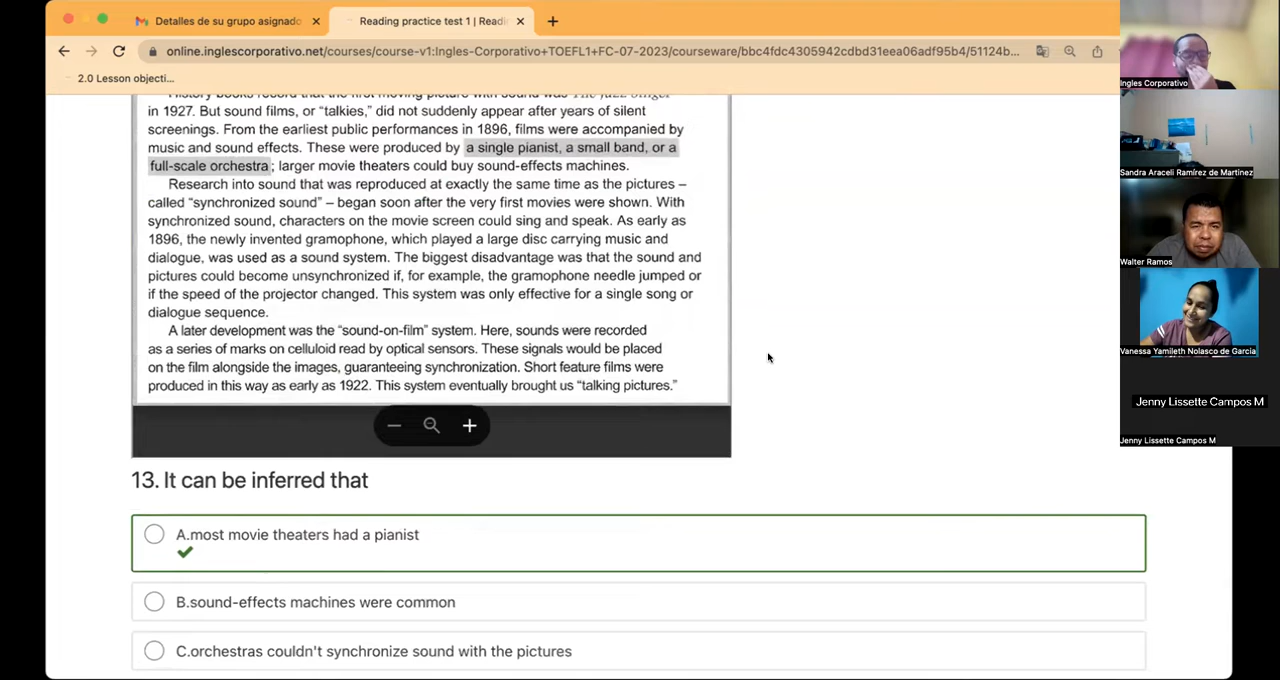 Detalles de su grupo asignado
Reading practice test 1 | Readi
online.inglescorporativo.net/courses/course-v1:Ingles-Corporativo+TOEFL1+FC-07-2023/courseware/bbc4fdc4305942cdbd31eea06adf95b4/51124b...
2.0 Lesson objecti...
History books record that the first moving picture with sound was The Jazz Singer
in 1927. But sound films, or “talkies,” did not suddenly appear after years of silent
screenings. From the earliest public performances in 1896, films were accompanied by
music and sound effects. These were produced by a single pianist, a small band, or a
full-scale orchestra; larger movie theaters could buy sound-effects machines.
Research into sound that was reproduced at exactly the same time as the pictures –
called “synchronized sound” – began soon after the very first movies were shown. With
synchronized sound, characters on the movie screen could sing and speak. As early as
1896, the newly invented gramophone, which played a large disc carrying music and
dialogue, was used as a sound system. The biggest disadvantage was that the sound and
pictures could become unsynchronized if, for example, the gramophone needle jumped or
if the speed of the projector changed. This system was only effective for a single song or
dialogue sequence.
A later development was the “sound-on-film” system. Here, sounds were recorded
as a series of marks on celluloid read by optical sensors. These signals would be placed
on the film alongside the images, guaranteeing synchronization. Short feature films were
produced in this way as early as 1922. This system eventually brought us “talking pictures.”
13. It can be inferred that
A.most movie theaters had a pianist
B.sound-effects machines were common
C.orchestras couldn't synchronize sound with the pictures
Ingles Corporativo
Sandra Araceli Ramírez de Martinez
Walter Ramos
Vanessa Yamileth Nolasco de Garcia
Jenny Lissette Campos M
Jenny Lissette Campos M